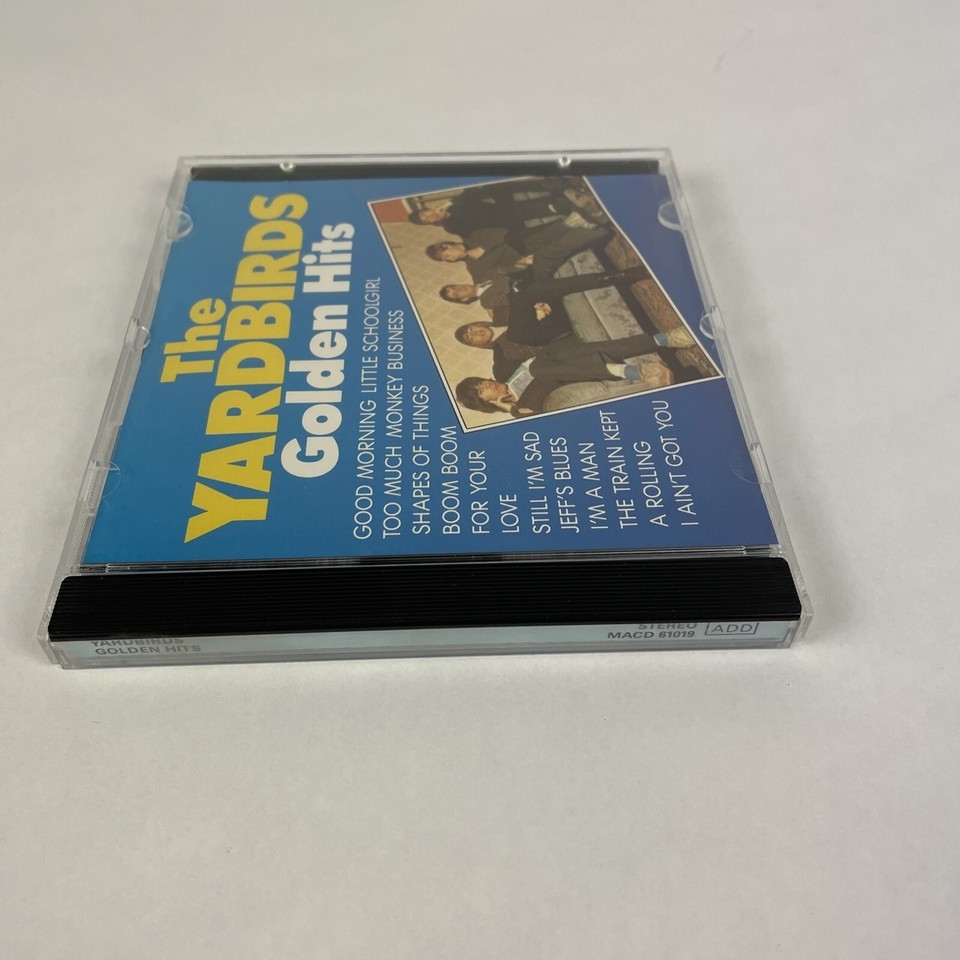 The
YARDBIRDS
Golden Hits
GOOD MORNING LITTLE SCHOOLGIRL
TOO MUCH MONKEY BUSINESS
SHAPES OF THINGS
BOOM BOOM
FOR YOUR
LOVE
STILL I'M SAD
JEFF'S BLUES
I'M A MAN
THE TRAIN KEPT
A ROLLING
I AIN'T GOT YOU
YARDBIRDS
GOLDEN HITS
STEREO
MACD 61019 ADD